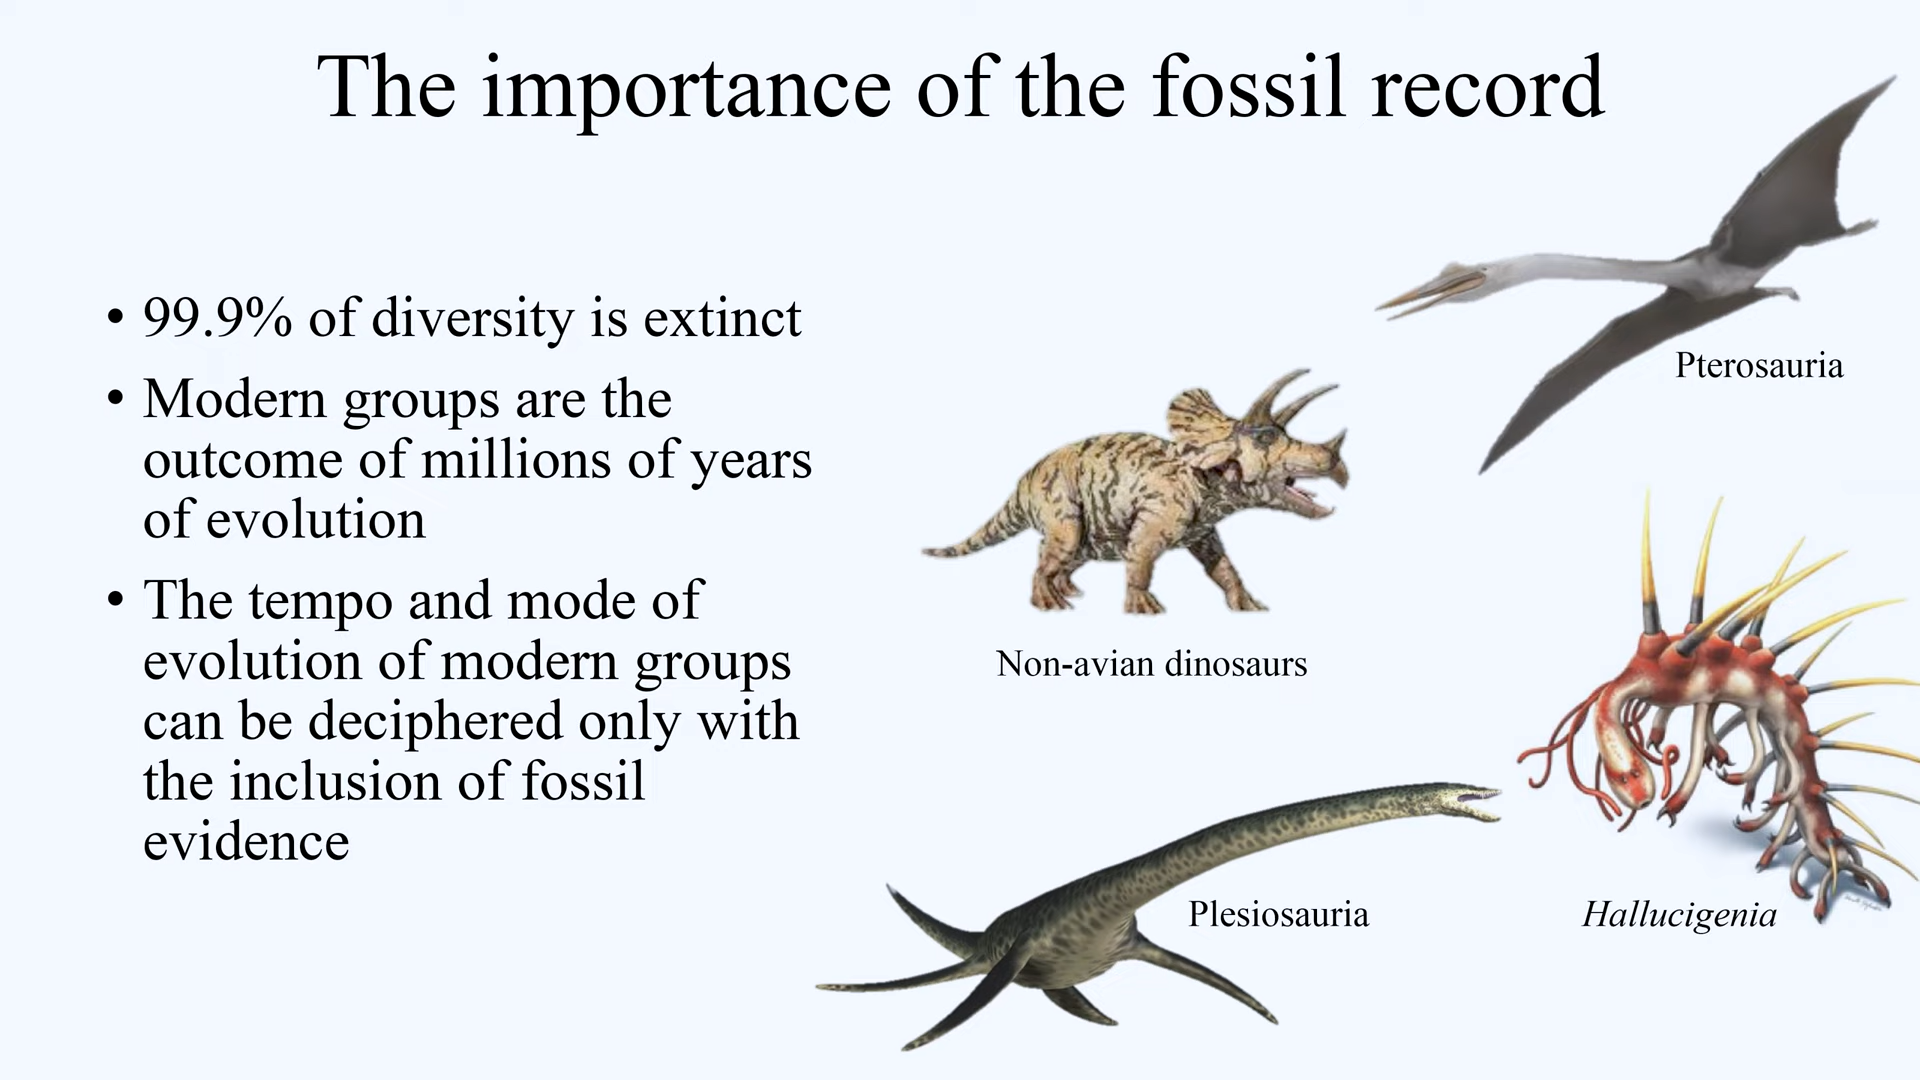 The importance of the fossil record
• 99.9% of diversity is extinct
• Modern groups are the
outcome of millions of years
of evolution
• The tempo and mode of
evolution of modern groups
can be deciphered only with
the inclusion of fossil
evidence
Pterosauria
Non-avian dinosaurs
Plesiosauria
Hallucigenia